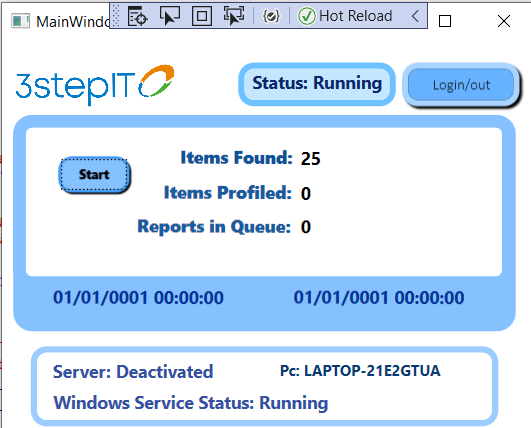 MainWindo
Hot Reload
3stepIT
Status: Running
Login/out
Start
Items Found: 25
Items Profiled: 0
Reports in Queue: 0
01/01/0001 00:00:00
01/01/0001 00:00:00
Server: Deactivated
Pc: LAPTOP-21E2GTUA
Windows Service Status: Running